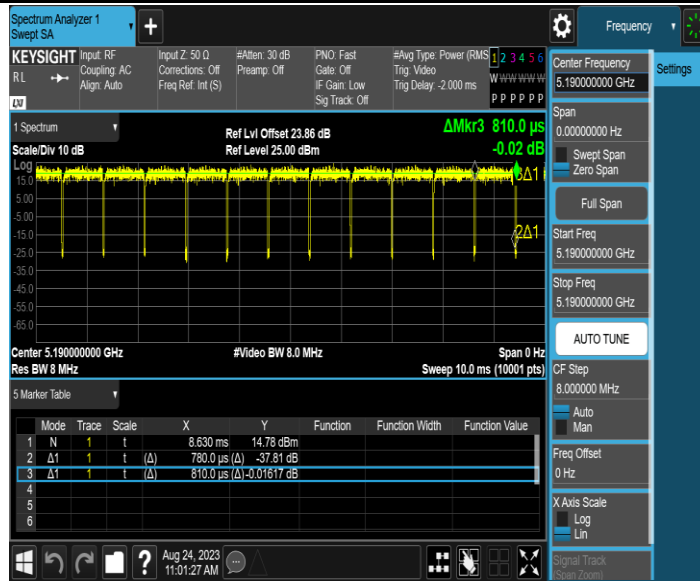 Spectrum Analyzer 1
Swept SA
+
Frequency
KEYSIGHT
RL
LXI
Input: RF
Coupling: AC
Align: Auto
Input Z: 50 Ω
Corrections: Off
Freq Ref: Int (S)
#Atten: 30 dB
Preamp: Off
PNO: Fast
Gate: Off
IF Gain: Low
Sig Track: Off
#Avg Type: Power (RMS
Trig: Video
Trig Delay: -2.000 ms
1 2 3 4 5 6
W W W W W W
P P P P P P
1 Spectrum
Scale/Div 10 dB
Ref Lvl Offset 23.86 dB
Ref Level 25.00 dBm
ΔMkr3 810.0 µs
-0.02 dB
Log
15.0
5.00
-5.00
-15.0
-25.0
-35.0
-45.0
-55.0
-65.0
3Δ1
2Δ1
Center 5.190000000 GHz
#Video BW 8.0 MHz
Span 0 Hz
Res BW 8 MHz
Sweep 10.0 ms (10001 pts)
5 Marker Table
Mode Trace Scale X Y Function Function Width Function Value
1 N 1 t 8.630 ms 14.78 dBm
2 Δ1 1 t (Δ) 780.0 µs (Δ) -37.81 dB
3 Δ1 1 t (Δ) 810.0 µs (Δ) -0.01617 dB
4
5
6
?
Aug 24, 2023
11:01:27 AM
Center Frequency
5.190000000 GHz
Span
0.00000000 Hz
Swept Span
Zero Span
Full Span
Start Freq
5.190000000 GHz
Stop Freq
5.190000000 GHz
AUTO TUNE
CF Step
8.000000 MHz
Auto
Man
Freq Offset
0 Hz
X Axis Scale
Log
Lin
Signal Track
(Span Zoom)
Settings